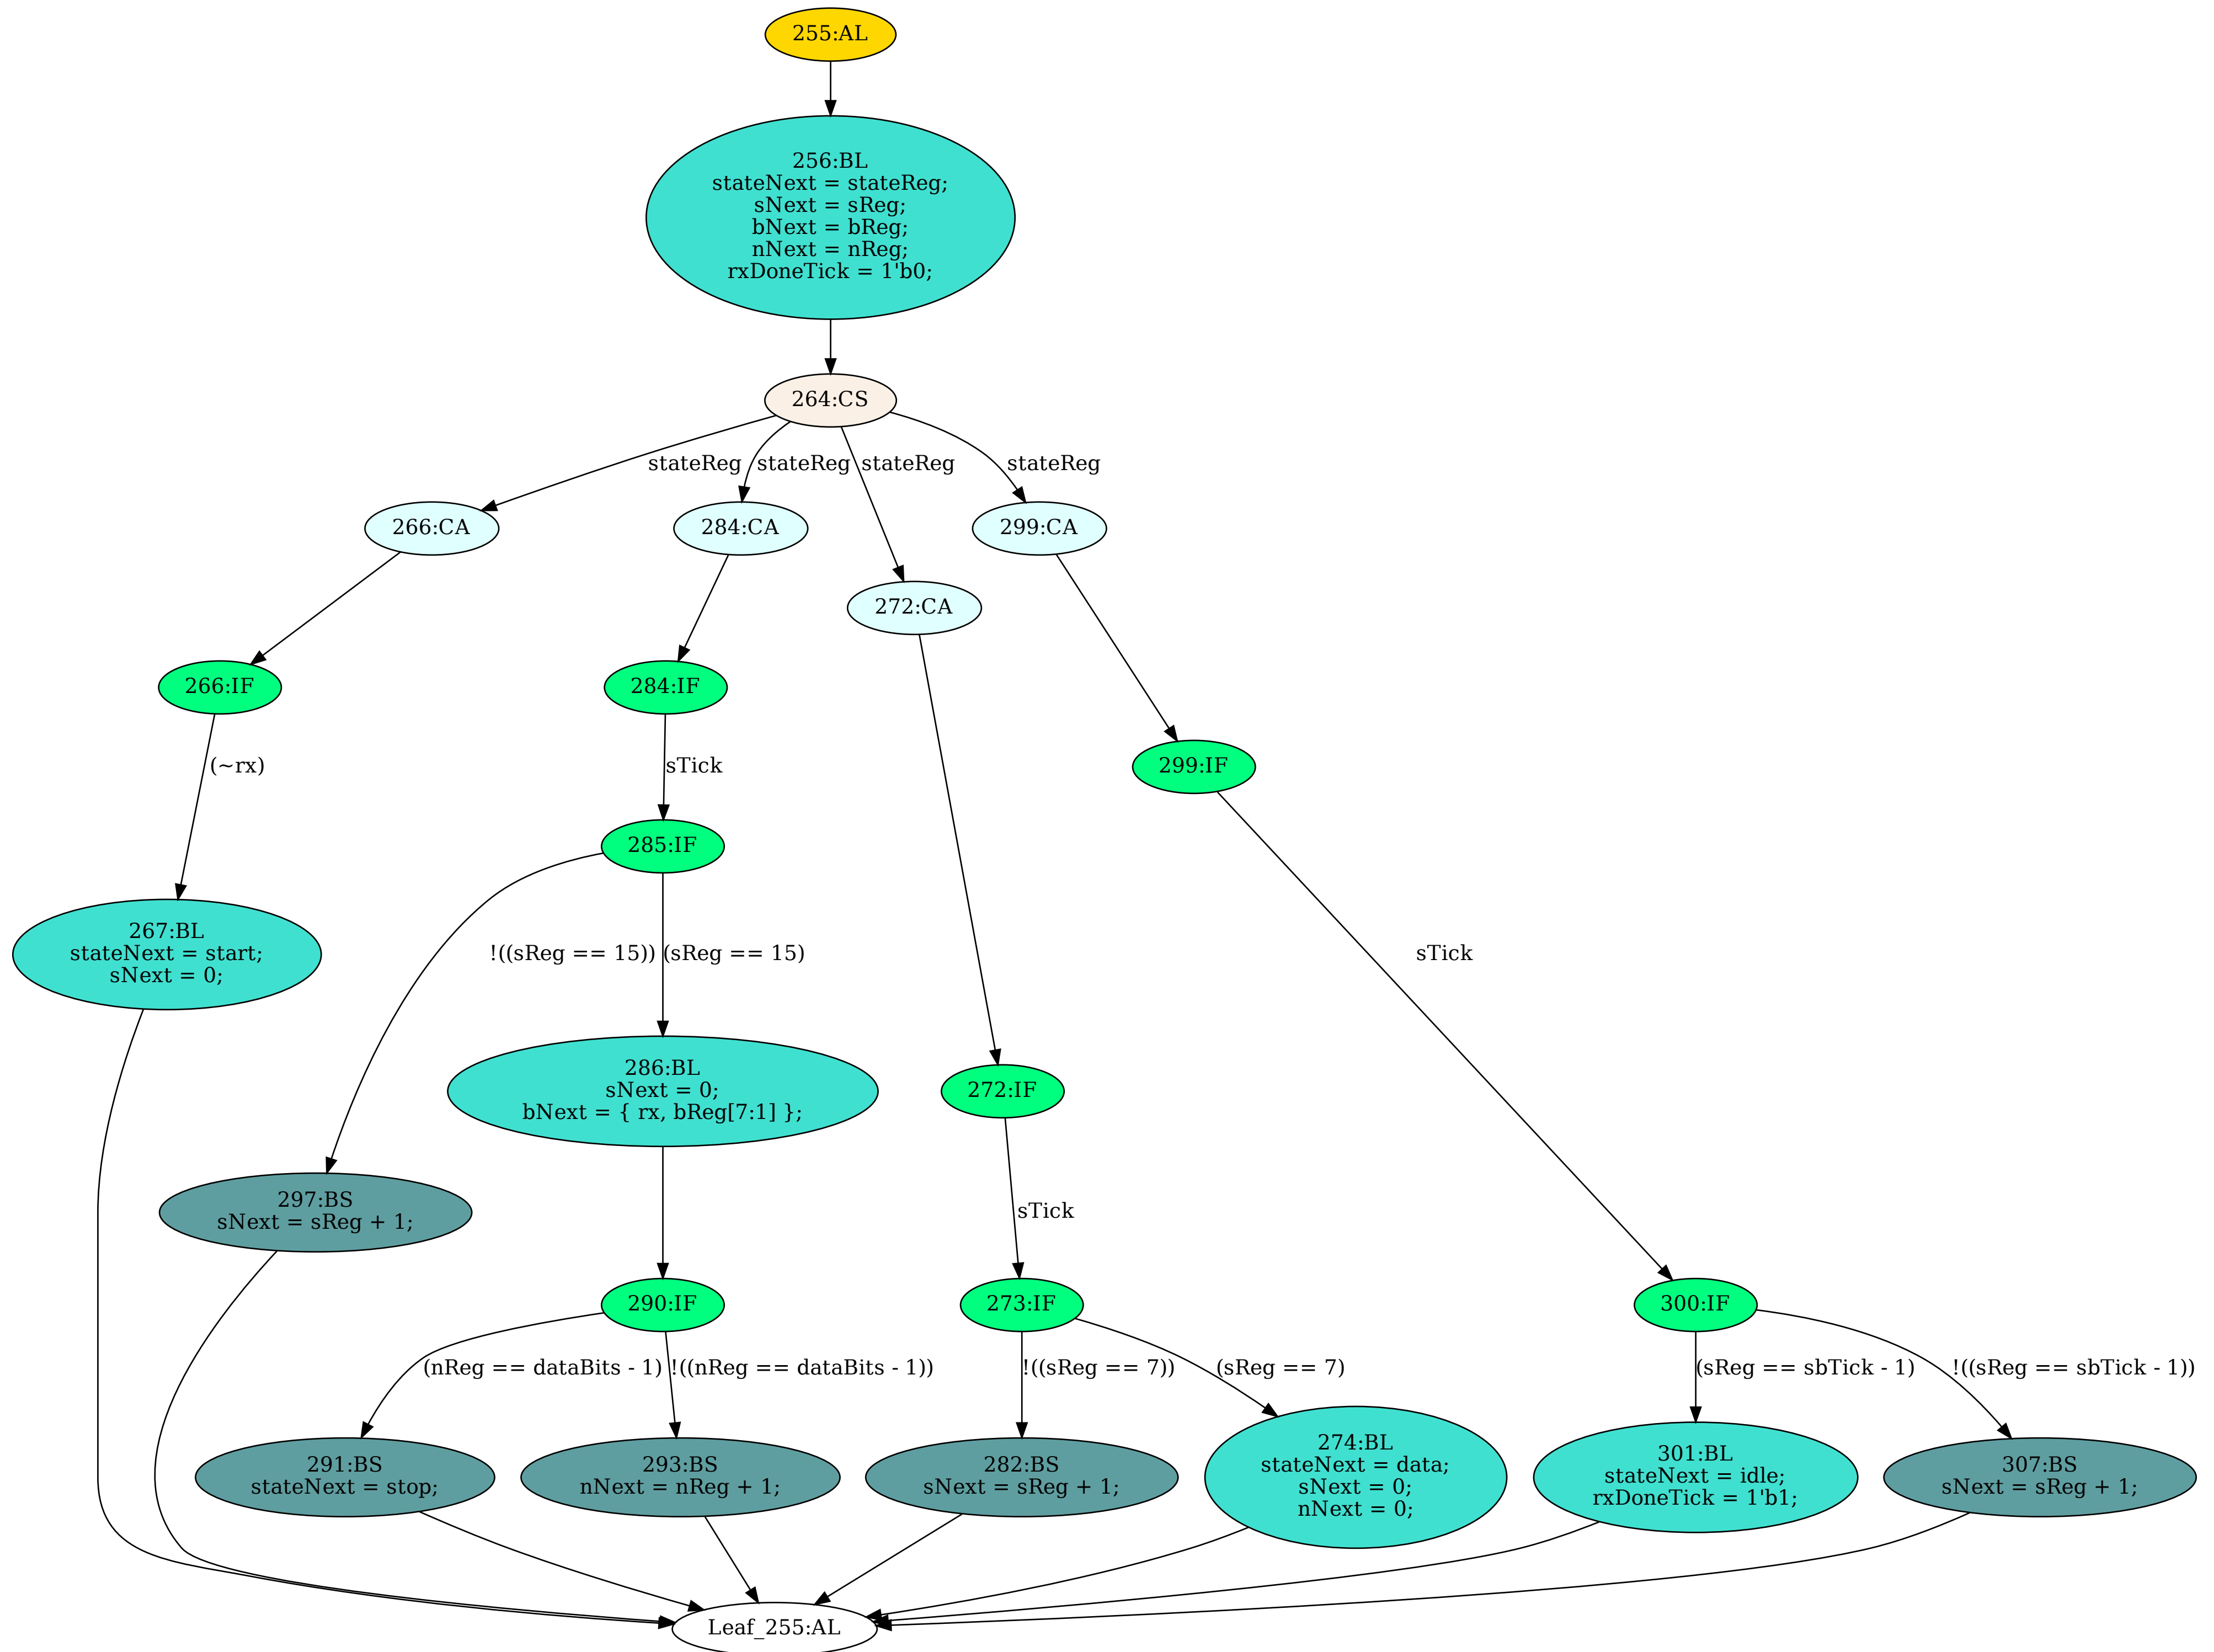 255:AL
256:BL
stateNext = stateReg;
sNext = sReg;
bNext = bReg;
nNext = nReg;
rxDoneTick = 1'b0;
264:CS
stateReg
stateReg
stateReg
stateReg
266:CA
284:CA
299:CA
272:CA
266:IF
284:IF
299:IF
(~rx)
sTick
285:IF
267:BL
stateNext = start;
sNext = 0;
!((sReg == 15))
(sReg == 15)
sTick
286:BL
sNext = 0;
bNext = { rx, bReg[7:1] };
272:IF
297:BS
sNext = sReg + 1;
sTick
290:IF
273:IF
300:IF
(nReg == dataBits - 1)
!((nReg == dataBits - 1))
!((sReg == 7))
(sReg == 7)
(sReg == sbTick - 1)
!((sReg == sbTick - 1))
291:BS
stateNext = stop;
293:BS
nNext = nReg + 1;
282:BS
sNext = sReg + 1;
274:BL
stateNext = data;
sNext = 0;
nNext = 0;
301:BL
stateNext = idle;
rxDoneTick = 1'b1;
307:BS
sNext = sReg + 1;
Leaf_255:AL